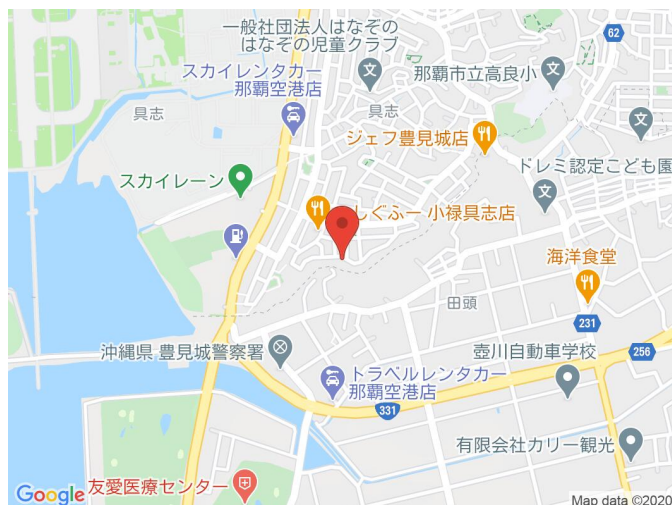 一般社団法人はなぞの
はなぞの児童クラブ
62
スカイレンタカー
那覇空港店
那覇市立高良小
具志
具志
ジェフ豊見城店
ドレミ認定こども園
スカイレーン
しぐふー 小禄具志店
海洋食堂
田頭
231
沖縄県 豊見城警察署
壺川自動車学校
256
トラベルレンタカー
那覇空港店
331
有限会社カリー観光
友愛医療センター
Google
Map data ©2020